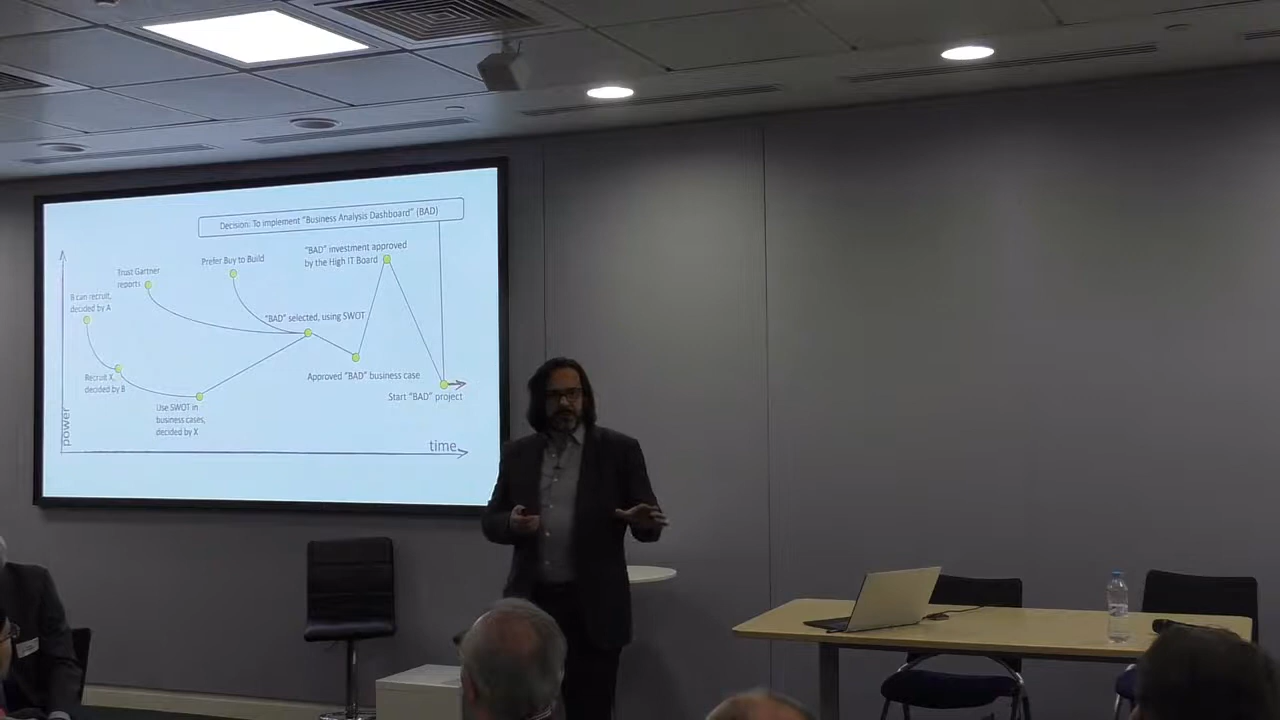 Decision: To implement "Business Analysis Dashboard" (BAD)
"BAD" investment approved
by the High IT Board
Prefer Buy to Build
Trust Gartner
reports
B can recruit,
decided by A
"BAD" selected, using SWOT
Recruit X,
decided by B
Approved "BAD" business case
Start "BAD" project
Use SWOT in
business cases,
decided by X
power
time